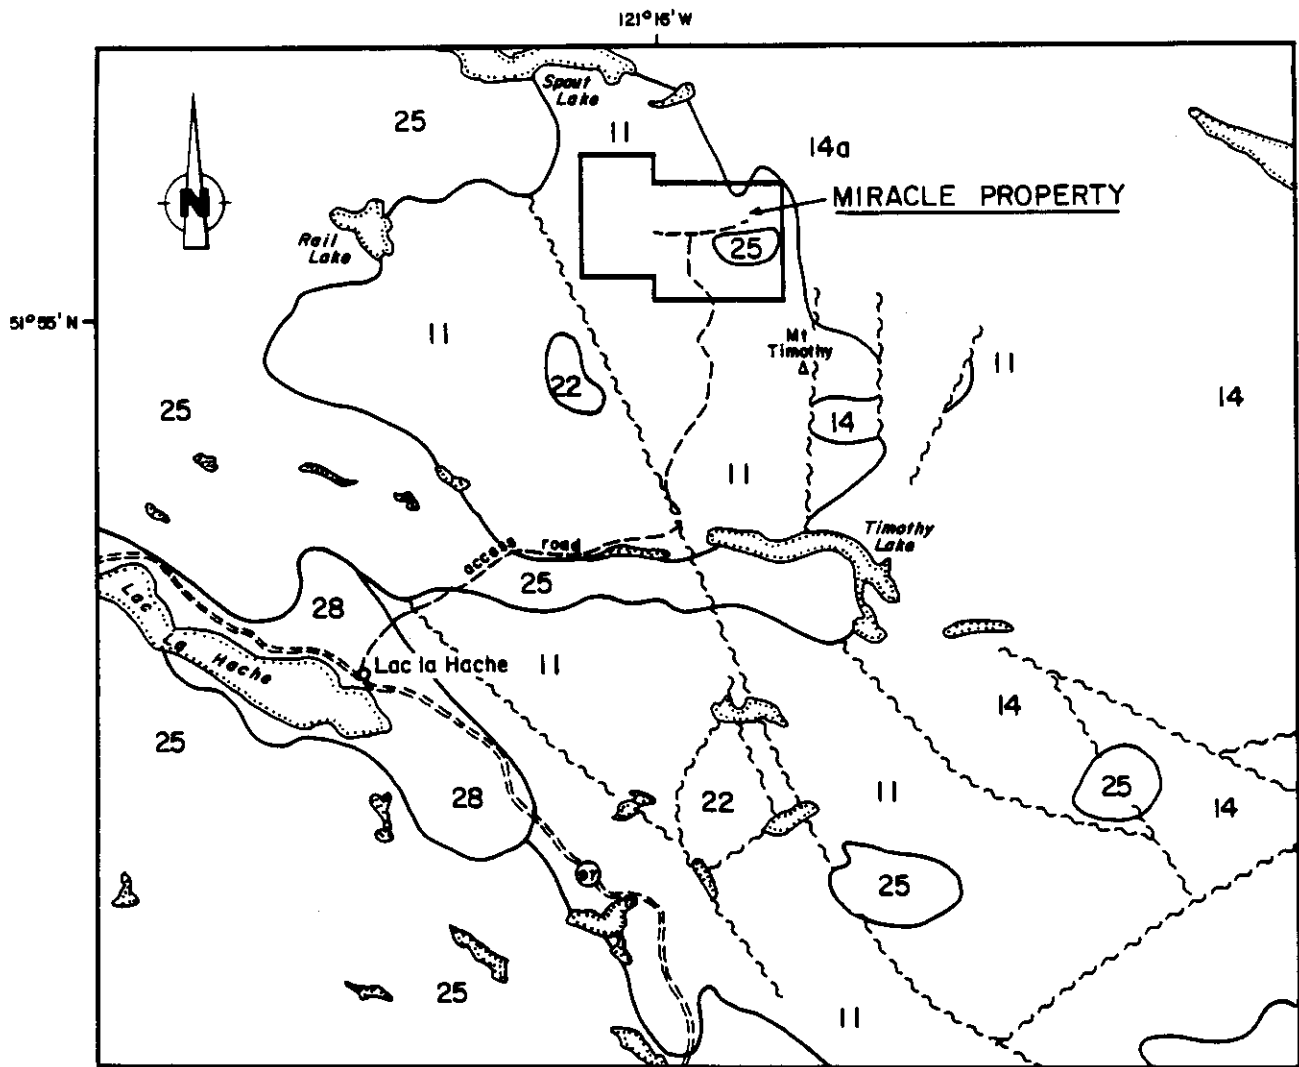 121°16' W
Spout
Lake
25
11
14a
N
MIRACLE PROPERTY
Rail
Lake
25
51°55' N
11
Mt
Timothy
11
22
25
14
14
11
Timothy
Lake
access road
25
Lac La Hache
28
Lac la Hache
11
14
25
28
22
11
25
14
97
25
25
11